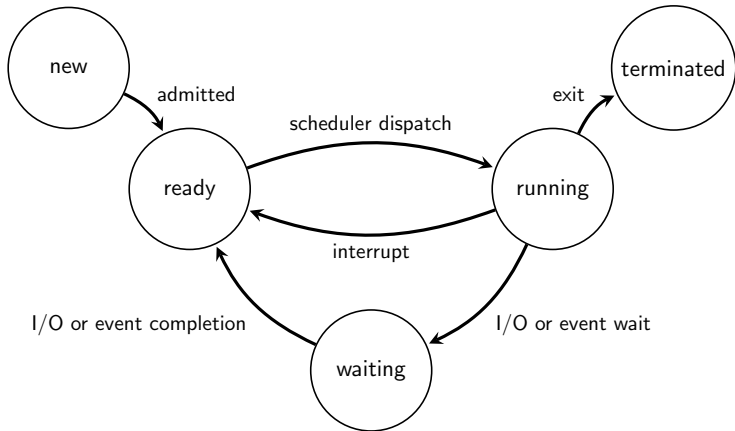 new
terminated
admitted
exit
scheduler dispatch
ready
running
interrupt
I/O or event completion
I/O or event wait
waiting